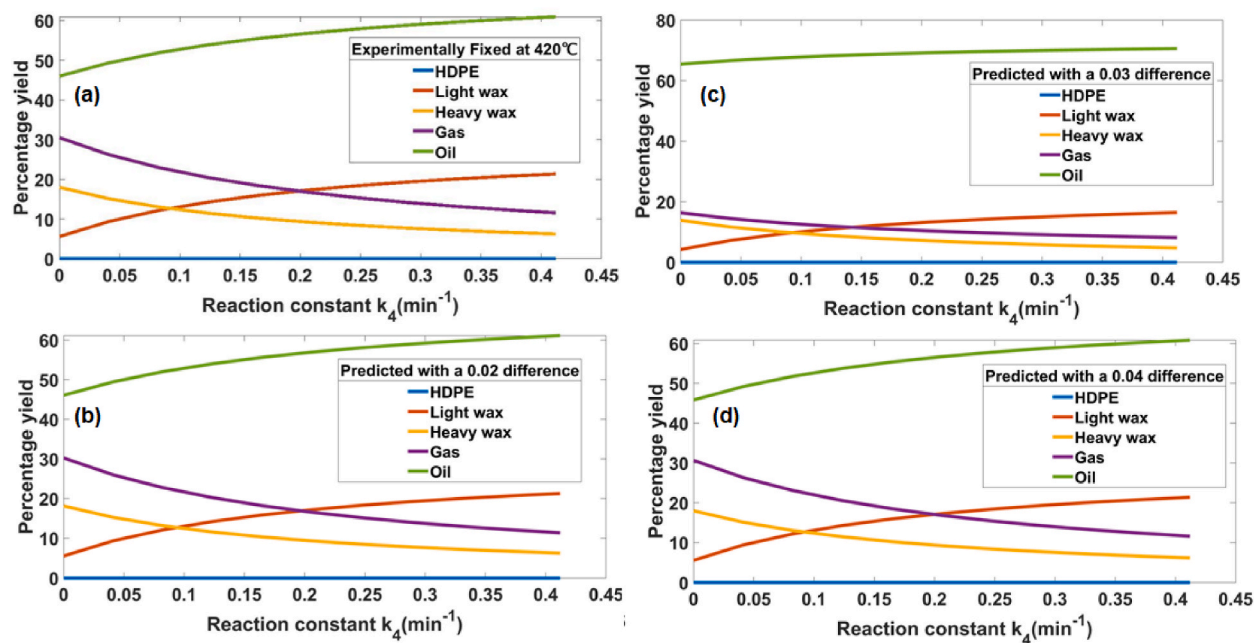 60
50
40
30
20
10
0
Percentage yield
(a)
Experimentally Fixed at 420℃
HDPE
Light wax
Heavy wax
Gas
Oil
0 0.05 0.1 0.15 0.2 0.25 0.3 0.35 0.4 0.45
Reaction constant k4(min-1)
80
60
40
20
0
Percentage yield
(c)
Predicted with a 0.03 difference
HDPE
Light wax
Heavy wax
Gas
Oil
0 0.05 0.1 0.15 0.2 0.25 0.3 0.35 0.4 0.45
Reaction constant k4(min-1)
60
50
40
30
20
10
0
Percentage yield
(b)
Predicted with a 0.02 difference
HDPE
Light wax
Heavy wax
Gas
Oil
0 0.05 0.1 0.15 0.2 0.25 0.3 0.35 0.4 0.45
Reaction constant k4(min-1)
60
50
40
30
20
10
0
Percentage yield
(d)
Predicted with a 0.04 difference
HDPE
Light wax
Heavy wax
Gas
Oil
0 0.05 0.1 0.15 0.2 0.25 0.3 0.35 0.4 0.45
Reaction constant k4(min-1)